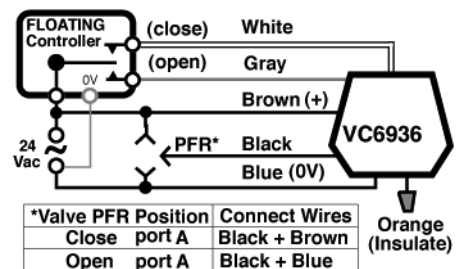 FLOATING
Controller
(close) White
(open) Gray
0V
Brown (+)
24
Vac
PFR* Black
VC6936
Blue (0V)
Orange
(Insulate)
*Valve PFR Position Connect Wires
Close port A Black + Brown
Open port A Black + Blue